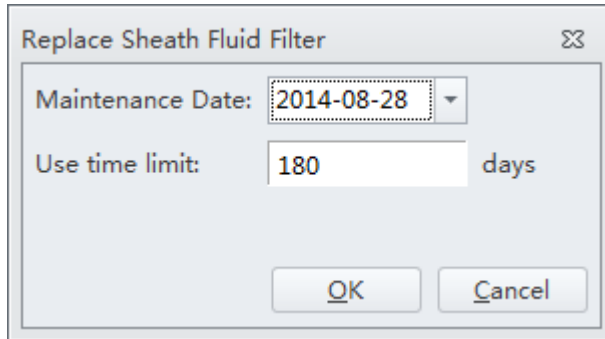 Replace Sheath Fluid Filter
Maintenance Date: 2014-08-28
Use time limit: 180 days
OK Cancel